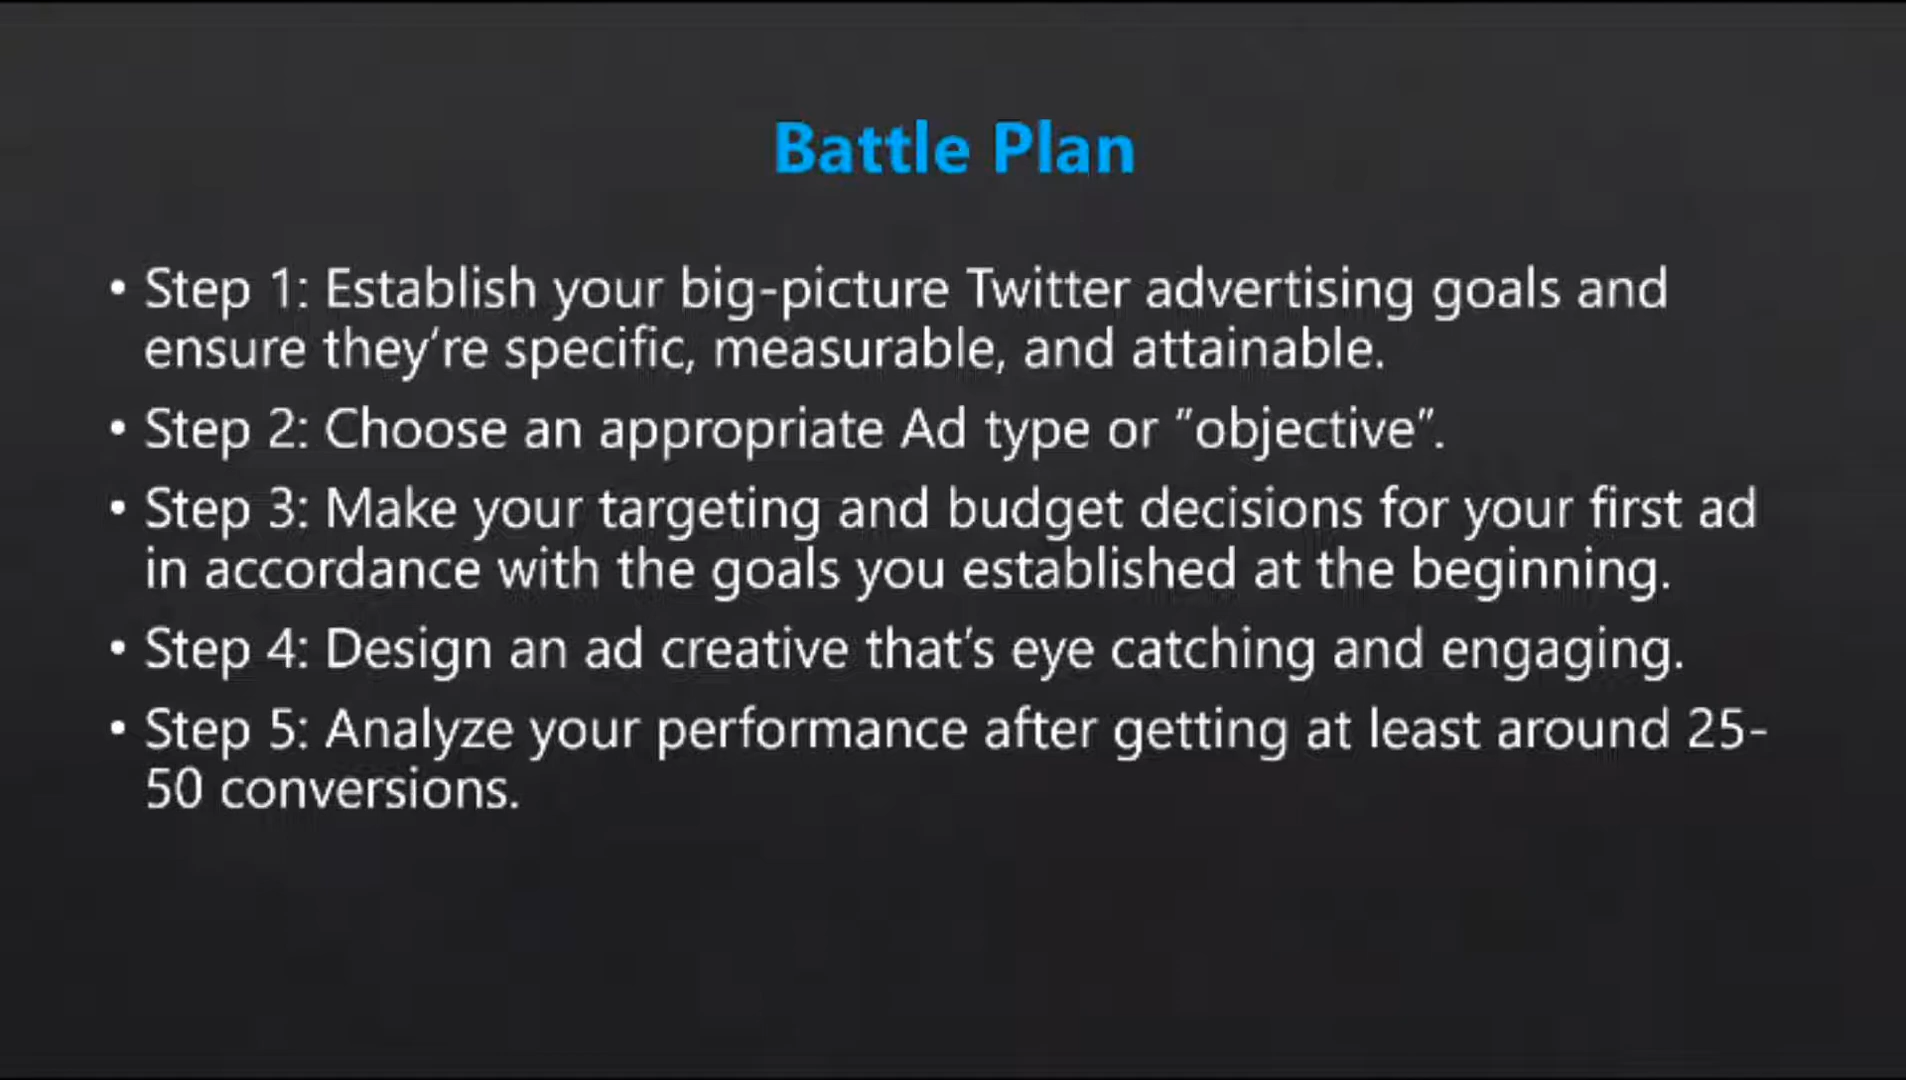 Battle Plan
• Step 1: Establish your big-picture Twitter advertising goals and
ensure they're specific, measurable, and attainable.
• Step 2: Choose an appropriate Ad type or "objective".
• Step 3: Make your targeting and budget decisions for your first ad
in accordance with the goals you established at the beginning.
• Step 4: Design an ad creative that's eye catching and engaging.
• Step 5: Analyze your performance after getting at least around 25-
50 conversions.